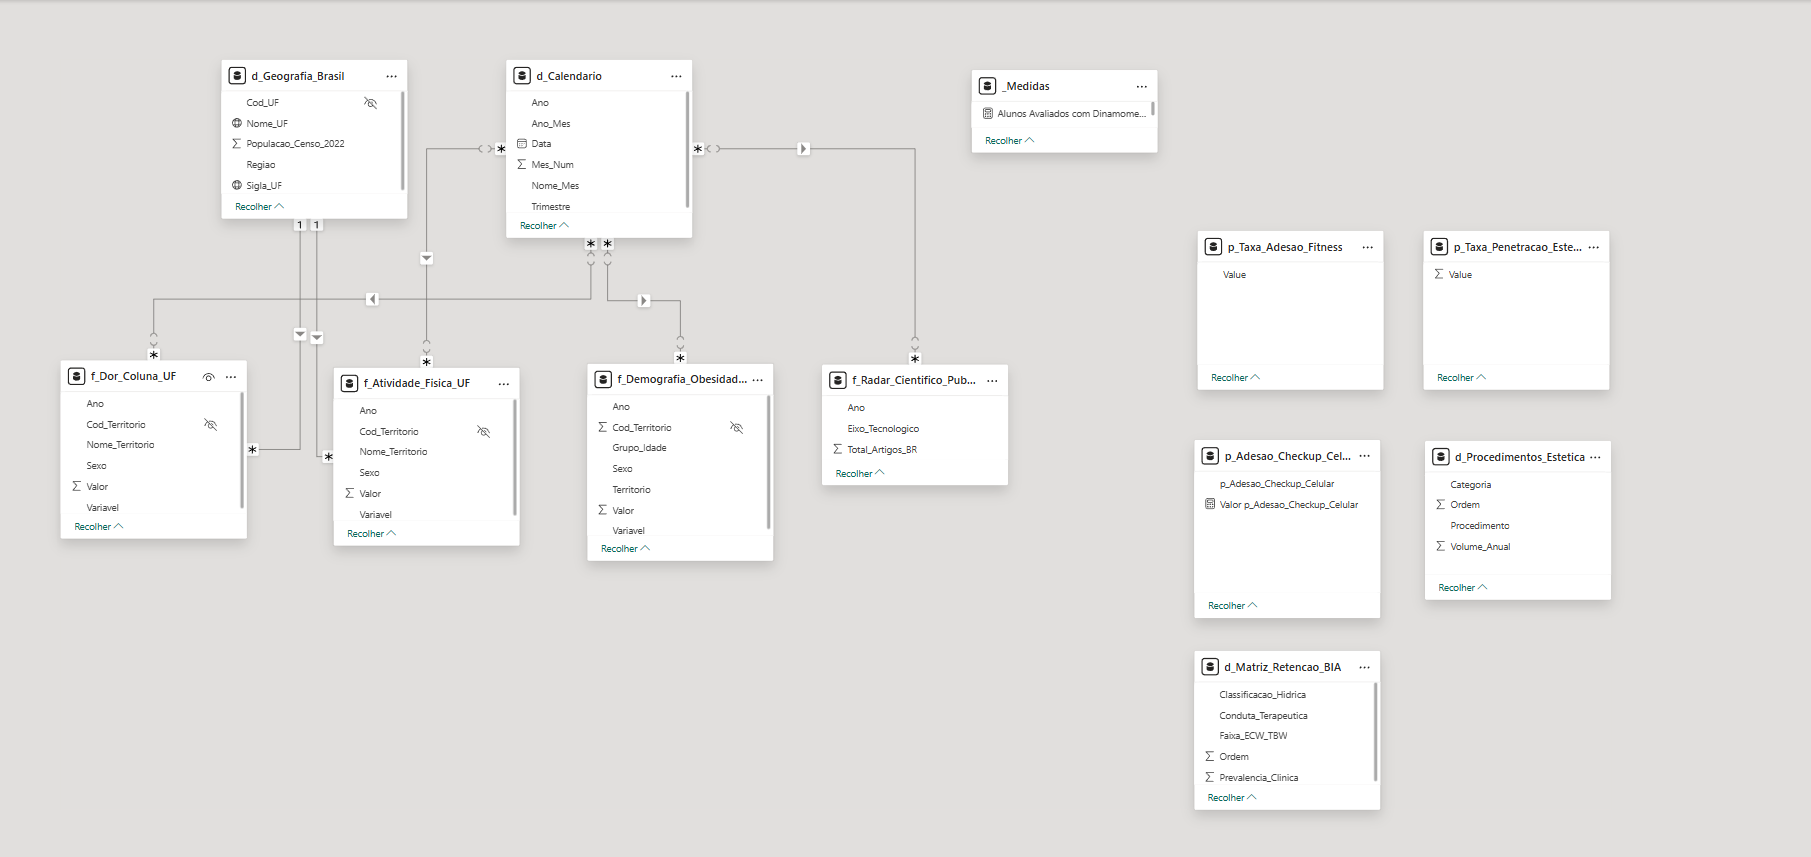 d_Geografia_Brasil
Cod_UF
Nome_UF
Populacao_Censo_2022
Regiao
Sigla_UF
Recolher
d_Calendario
Ano
Ano_Mes
Data
Mes_Num
Nome_Mes
Trimestre
Recolher
_Medidas
Alunos Avaliados com Dinamome...
Recolher
1 1
p_Taxa_Adesao_Fitness
Value
Recolher
p_Taxa_Penetracao_Este...
Value
Recolher
f_Dor_Coluna_UF
Ano
Cod_Territorio
Nome_Territorio
Sexo
Valor
Variavel
Recolher
f_Atividade_Fisica_UF
Ano
Cod_Territorio
Nome_Territorio
Sexo
Valor
Variavel
Recolher
f_Demografia_Obesidad...
Ano
Cod_Territorio
Grupo_Idade
Sexo
Territorio
Valor
Variavel
Recolher
f_Radar_Cientifico_Pub...
Ano
Eixo_Tecnologico
Total_Artigos_BR
Recolher
p_Adesao_Checkup_Cel...
p_Adesao_Checkup_Celular
Valor p_Adesao_Checkup_Celular
Recolher
d_Procedimentos_Estetica
Categoria
Ordem
Procedimento
Volume_Anual
Recolher
d_Matriz_Retencao_BIA
Classificacao_Hidrica
Conduta_Terapeutica
Faixa_ECW_TBW
Ordem
Prevalencia_Clinica
Recolher